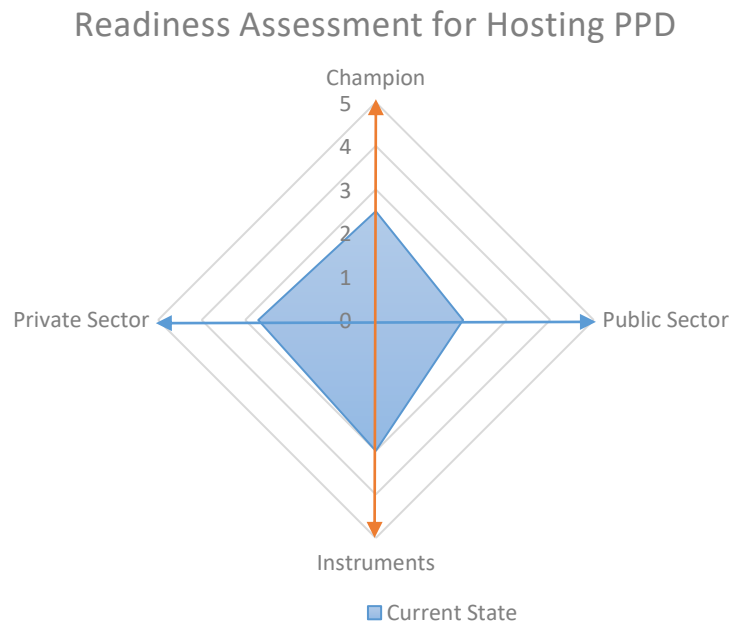 Readiness Assessment for Hosting PPD
Champion
5
4
3
2
1
0
Private Sector
Public Sector
Instruments
Current State